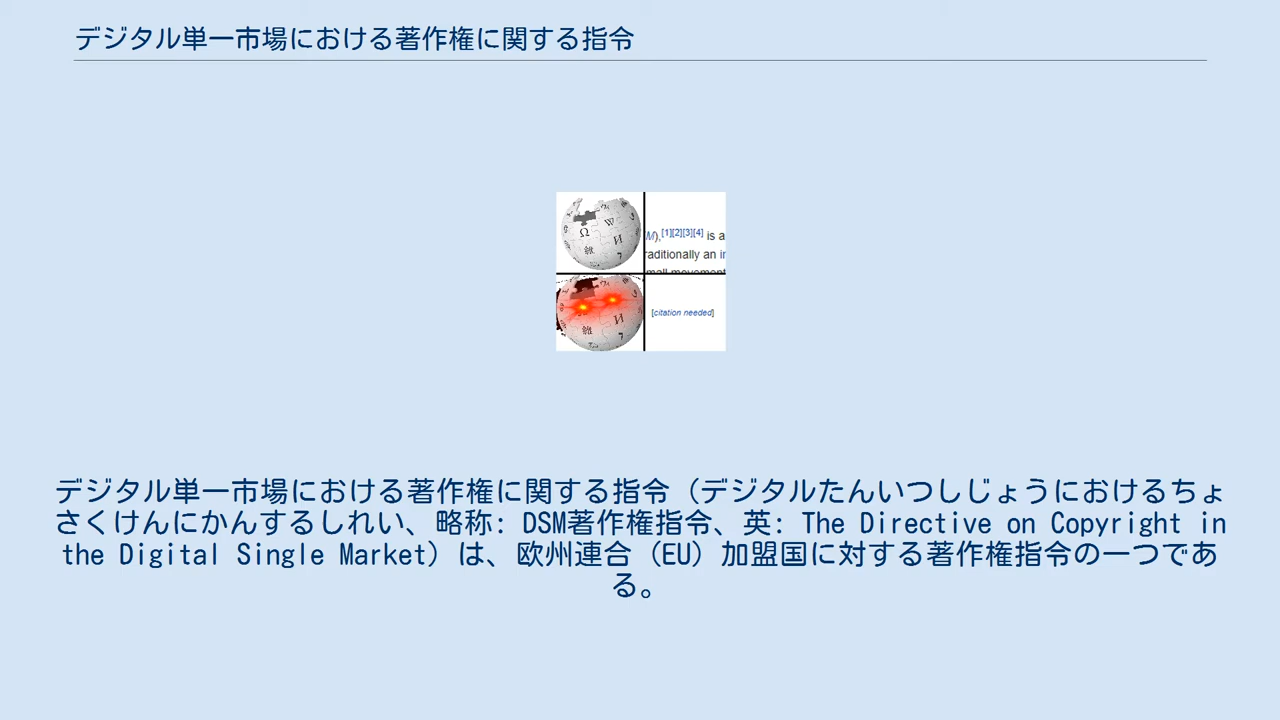 デジタル単一市場における著作権に関する指令
M),[1][2][3][4] is a
raditionally an in
[citation needed]
デジタル単一市場における著作権に関する指令（デジタルたんいつしじょうにおけるちょ
さくけんにかんするしれい、略称: DSM著作権指令、英: The Directive on Copyright in
the Digital Single Market）は、欧州連合（EU）加盟国に対する著作権指令の一つであ
る。